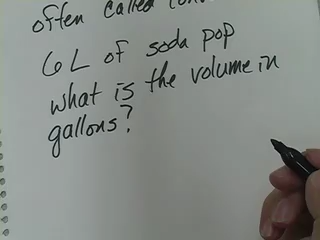 often called
6 L of soda pop
what is the volume in
gallons?